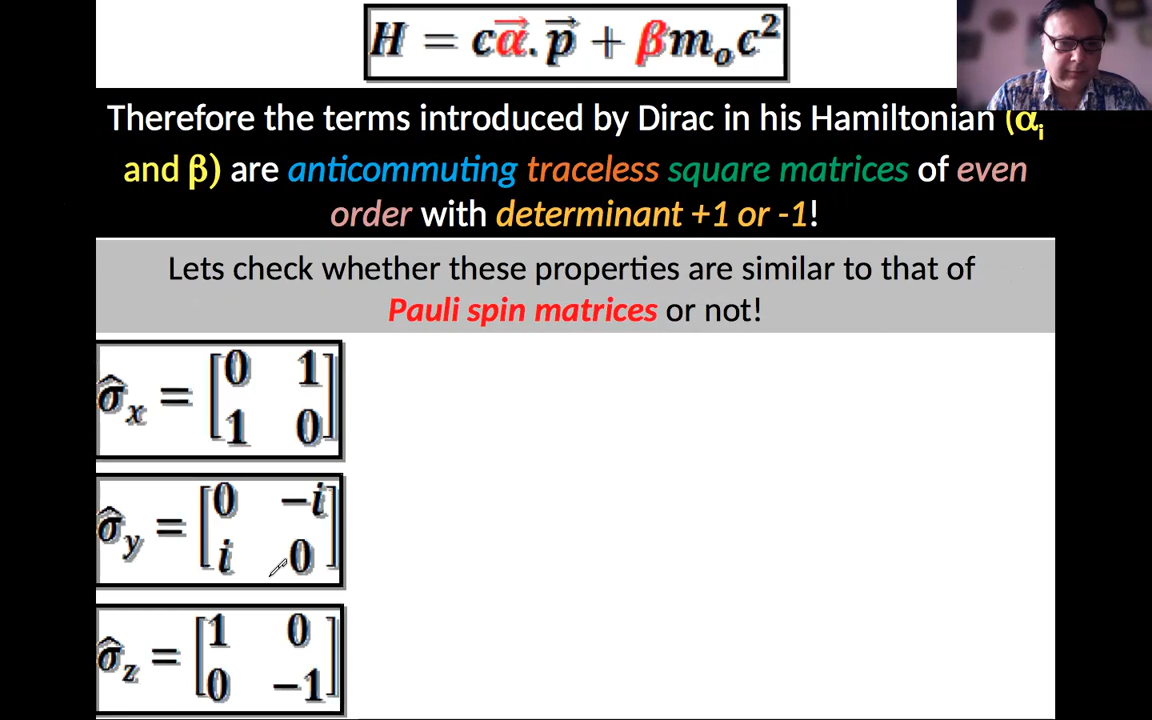 H = cα⃗.p⃗ + βmₒc²
Therefore the terms introduced by Dirac in his Hamiltonian (αᵢ
and β) are anticommuting traceless square matrices of even
order with determinant +1 or -1!
Lets check whether these properties are similar to that of
Pauli spin matrices or not!
σ̂ₓ = [0 1
1 0]
σ̂_y = [0 −i
i 0]
σ̂_z = [1 0
0 −1]